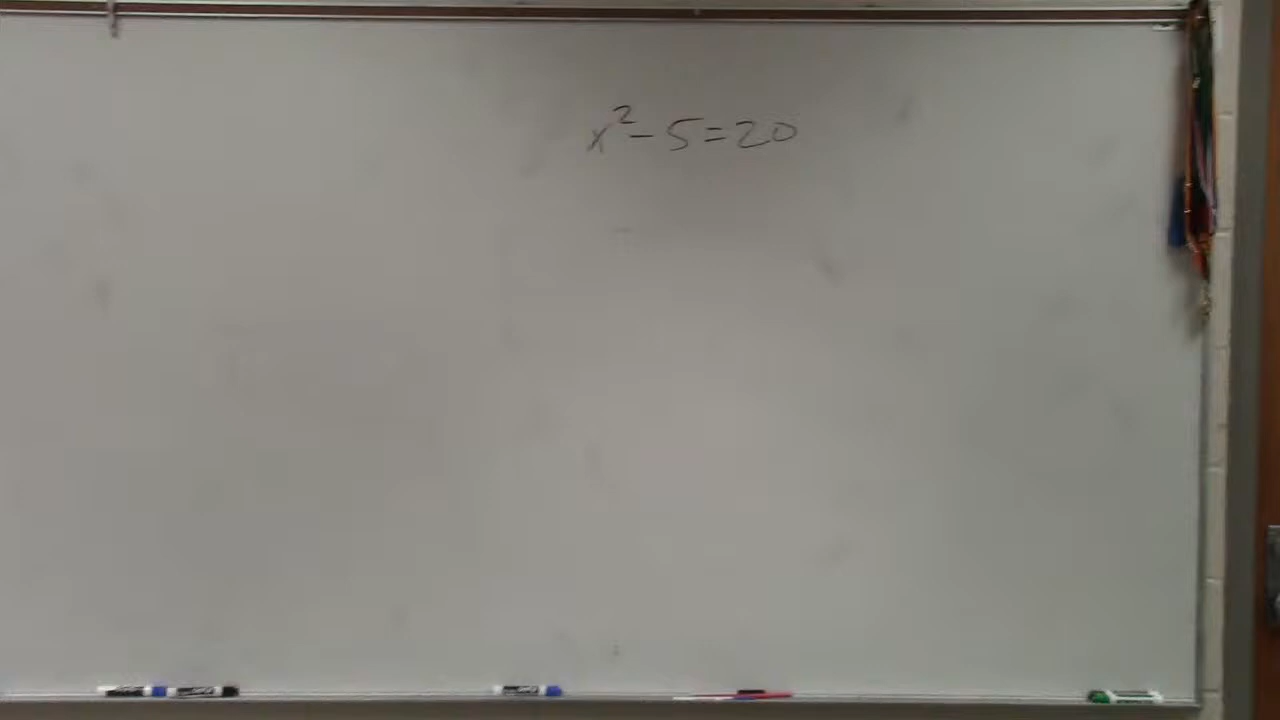 x² - 5 = 20